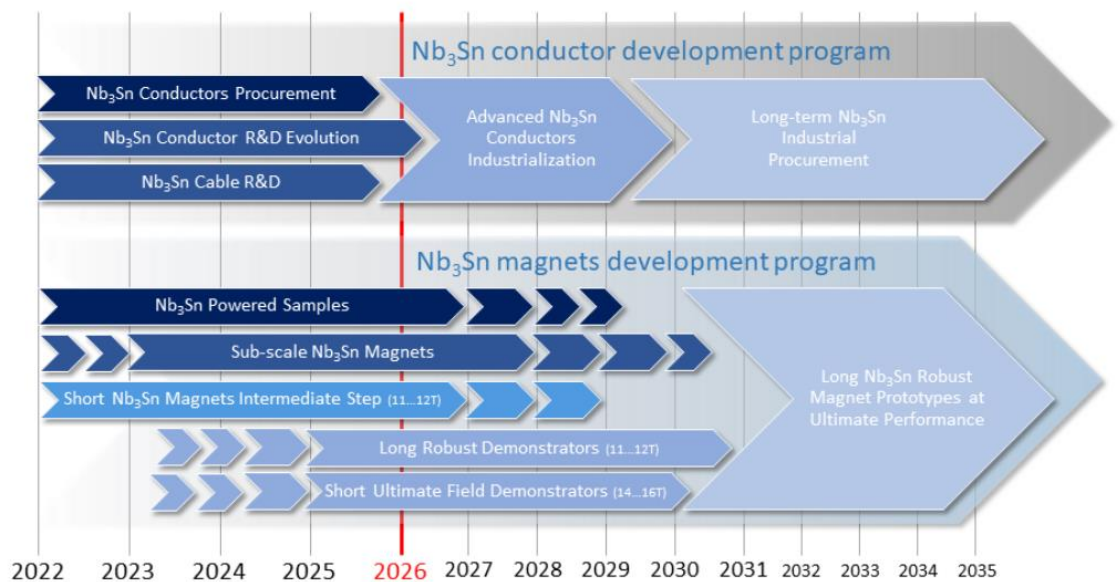 Nb₃Sn conductor development program
Nb₃Sn Conductors Procurement
Nb₃Sn Conductor R&D Evolution
Nb₃Sn Cable R&D
Advanced Nb₃Sn
Conductors
Industrialization
Long-term Nb₃Sn
Industrial
Procurement
Nb₃Sn magnets development program
Nb₃Sn Powered Samples
Sub-scale Nb₃Sn Magnets
Short Nb₃Sn Magnets Intermediate Step (11...12T)
Long Robust Demonstrators (11...12T)
Short Ultimate Field Demonstrators (14...16T)
Long Nb₃Sn Robust
Magnet Prototypes at
Ultimate Performance
2022 2023 2024 2025 2026 2027 2028 2029 2030 2031 2032 2033 2034 2035